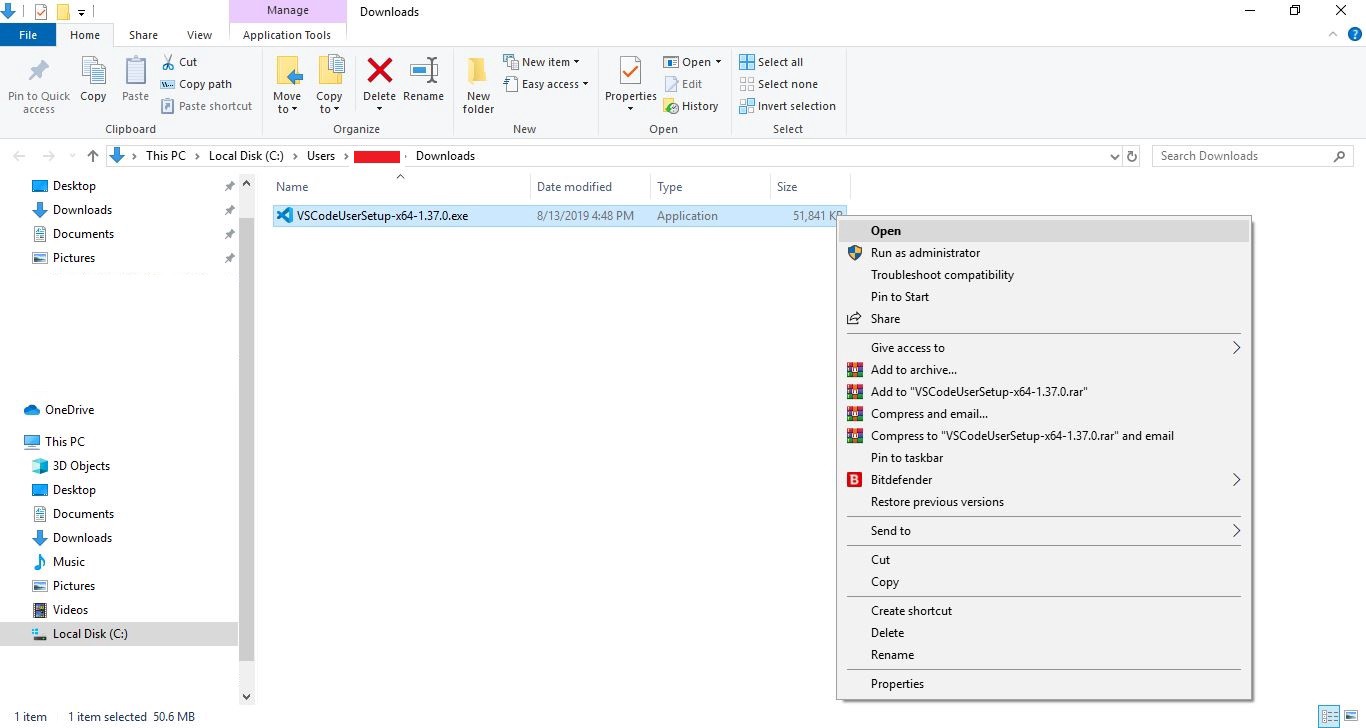 Manage
Downloads
File
Home
Share
View
Application Tools
Pin to Quick access
Copy
Paste
Cut
Copy path
Paste shortcut
Clipboard
Move to
Copy to
Delete
Rename
Organize
New folder
New item
Easy access
New
Properties
Open
Edit
History
Open
Select all
Select none
Invert selection
Select
This PC > Local Disk (C:) > Users > Downloads
Search Downloads
Desktop
Downloads
Documents
Pictures
OneDrive
This PC
3D Objects
Desktop
Documents
Downloads
Music
Pictures
Videos
Local Disk (C:)
Name Date modified Type Size
VSCodeUserSetup-x64-1.37.0.exe 8/13/2019 4:48 PM Application 51,841 KB
Open
Run as administrator
Troubleshoot compatibility
Pin to Start
Share
Give access to
Add to archive...
Add to "VSCodeUserSetup-x64-1.37.0.rar"
Compress and email...
Compress to "VSCodeUserSetup-x64-1.37.0.rar" and email
Pin to taskbar
B Bitdefender
Restore previous versions
Send to
Cut
Copy
Create shortcut
Delete
Rename
Properties
1 item 1 item selected 50.6 MB